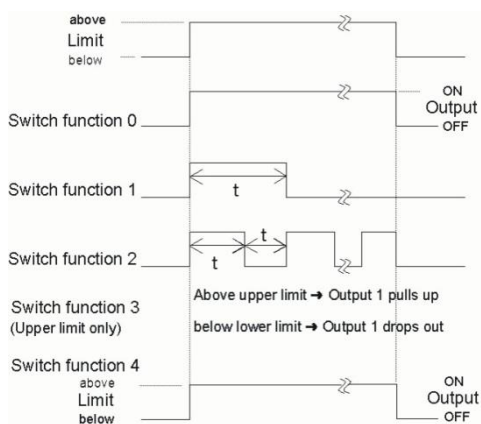 above
Limit
below
ON
Output
OFF
Switch function 0
Switch function 1
t
t
Switch function 2
t
Switch function 3
(Upper limit only)
Above upper limit ➜ Output 1 pulls up
below lower limit ➜ Output 1 drops out
Switch function 4
above
Limit
below
ON
Output
OFF